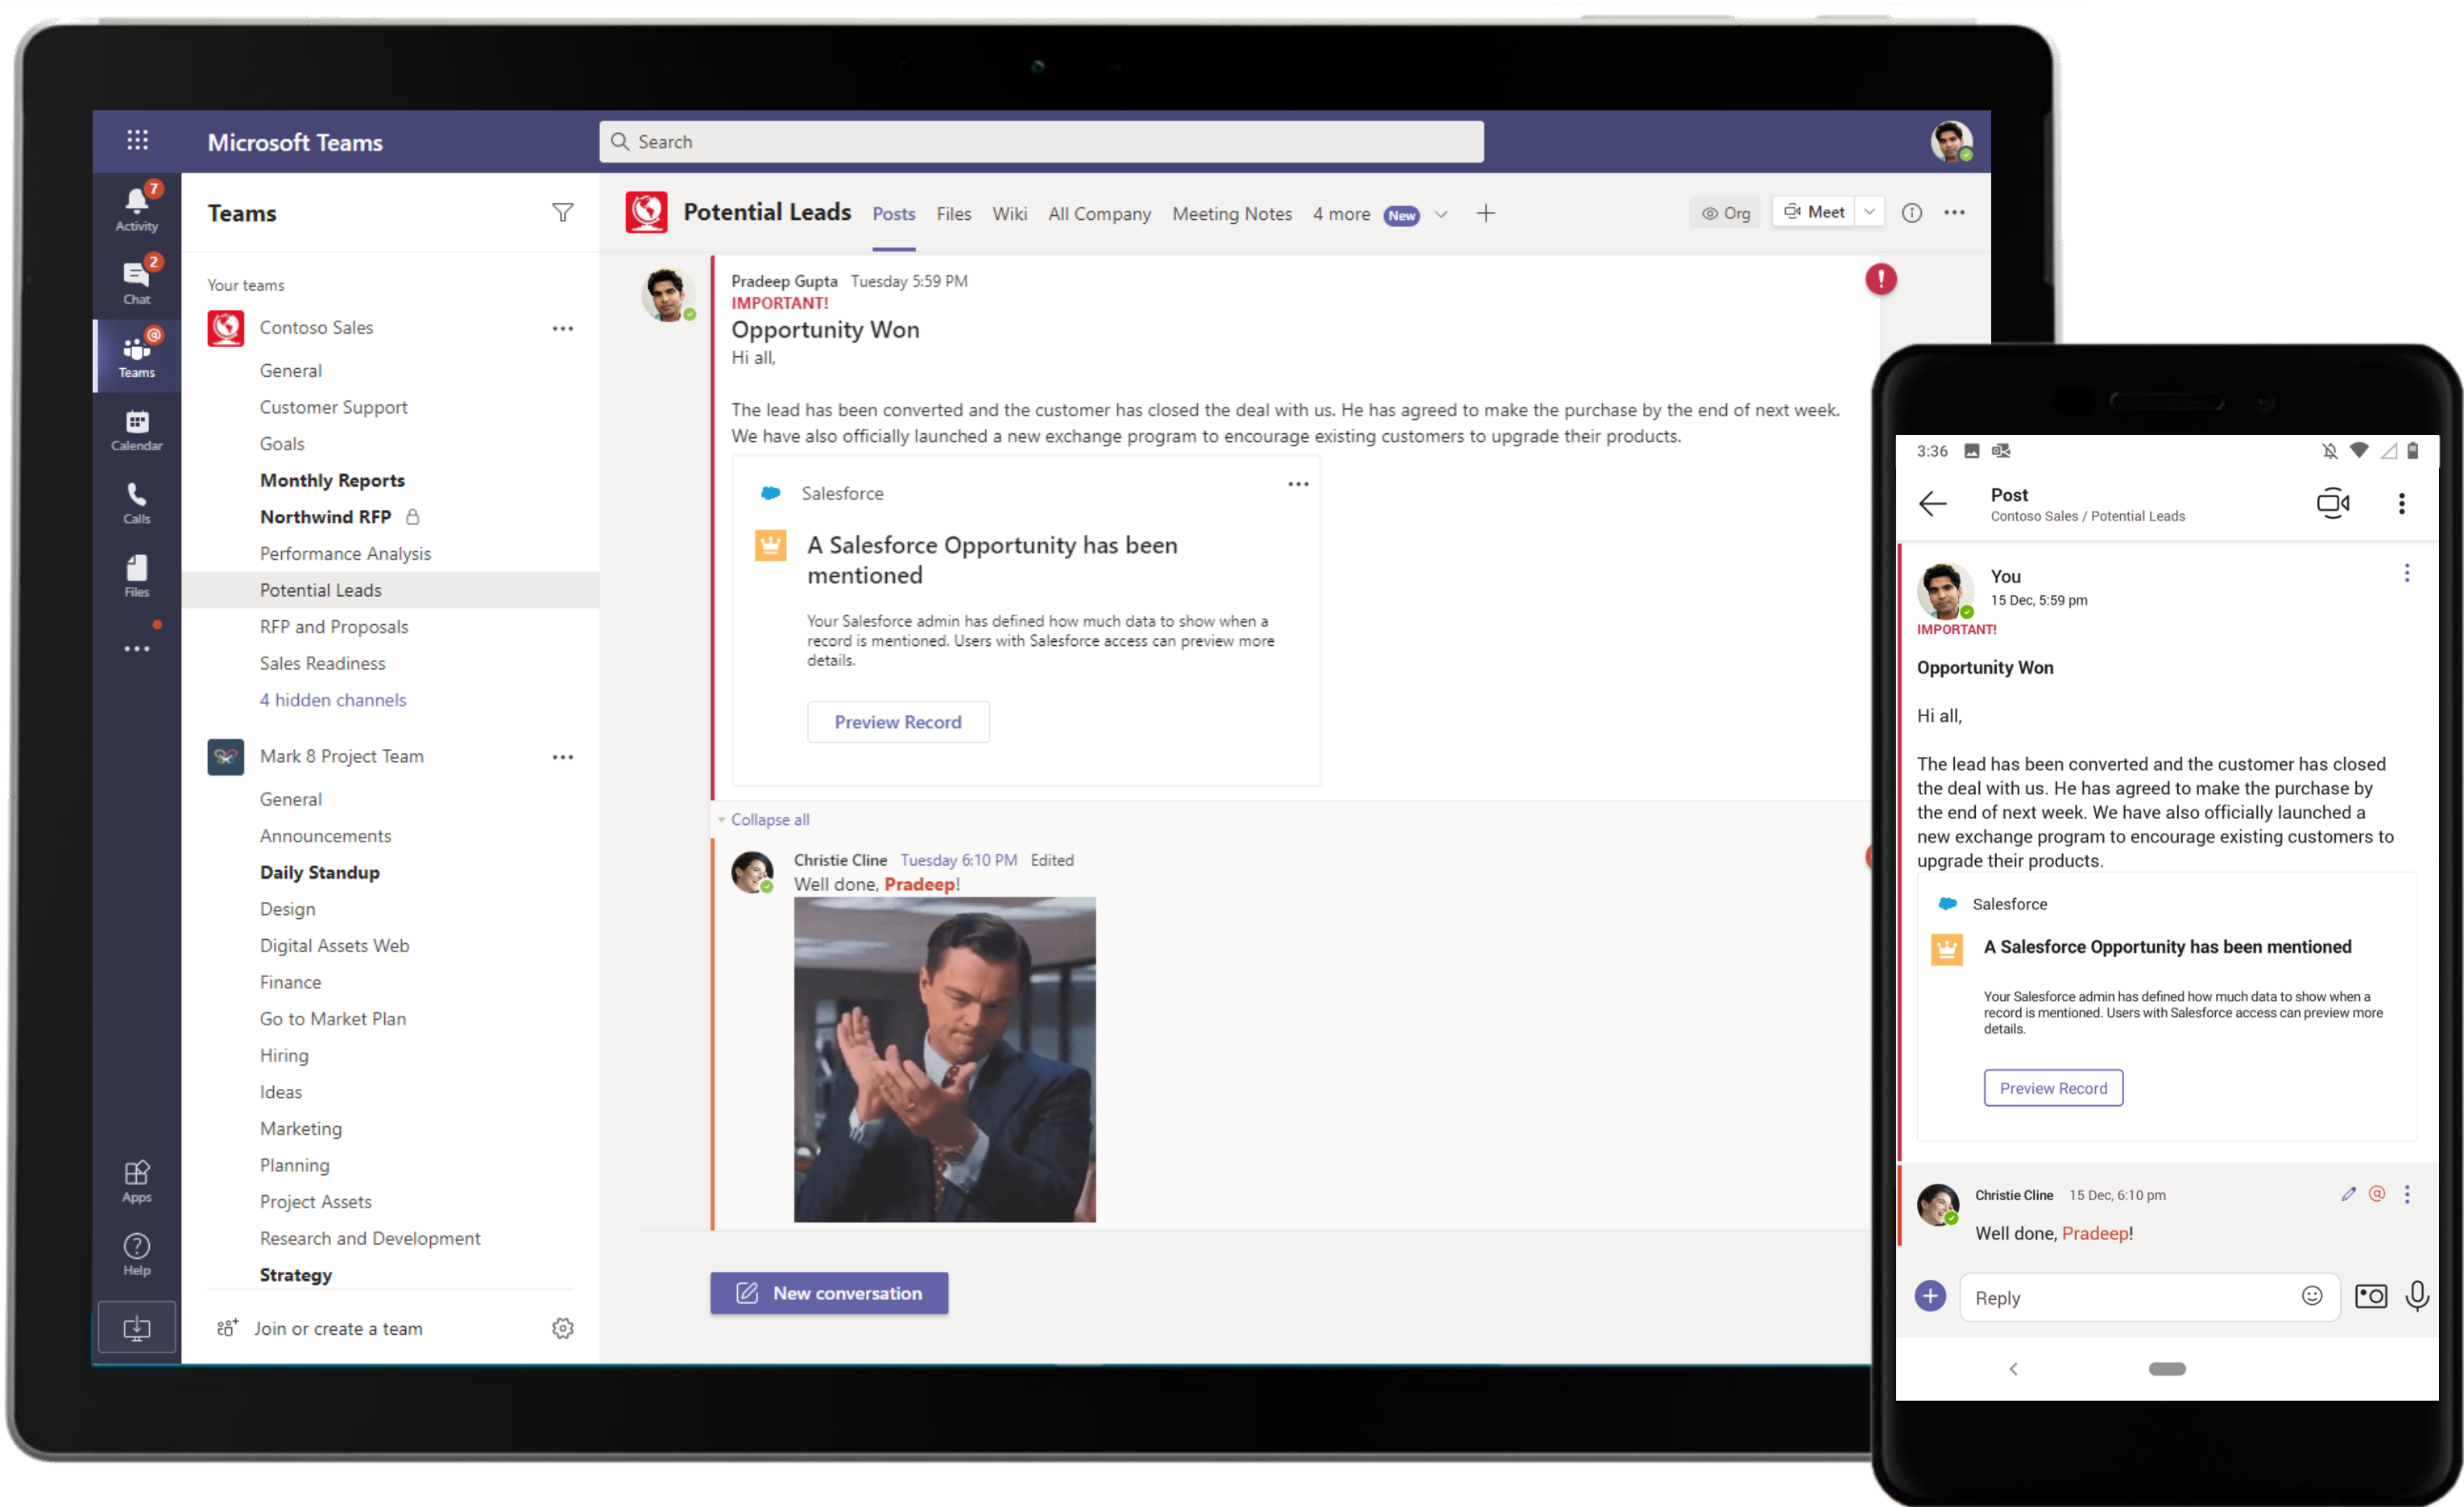 Microsoft Teams
Search
7
Activity
2
Chat
@
Teams
Calendar
Calls
Files
Apps
Help
Teams
Your teams
Contoso Sales
General
Customer Support
Goals
Monthly Reports
Northwind RFP
Performance Analysis
Potential Leads
RFP and Proposals
Sales Readiness
4 hidden channels
Mark 8 Project Team
General
Announcements
Daily Standup
Design
Digital Assets Web
Finance
Go to Market Plan
Hiring
Ideas
Marketing
Planning
Project Assets
Research and Development
Strategy
Join or create a team
Potential Leads Posts Files Wiki All Company Meeting Notes 4 more New
Org Meet
Pradeep Gupta Tuesday 5:59 PM
IMPORTANT!
Opportunity Won
Hi all,
The lead has been converted and the customer has closed the deal with us. He has agreed to make the purchase by the end of next week.
We have also officially launched a new exchange program to encourage existing customers to upgrade their products.
Salesforce
A Salesforce Opportunity has been
mentioned
Your Salesforce admin has defined how much data to show when a
record is mentioned. Users with Salesforce access can preview more
details.
Preview Record
Collapse all
Christie Cline Tuesday 6:10 PM Edited
Well done, Pradeep!
New conversation
3:36
Post
Contoso Sales / Potential Leads
You
15 Dec, 5:59 pm
IMPORTANT!
Opportunity Won
Hi all,
The lead has been converted and the customer has closed
the deal with us. He has agreed to make the purchase by
the end of next week. We have also officially launched a
new exchange program to encourage existing customers to
upgrade their products.
Salesforce
A Salesforce Opportunity has been mentioned
Your Salesforce admin has defined how much data to show when a
record is mentioned. Users with Salesforce access can preview more
details.
Preview Record
Christie Cline 15 Dec, 6:10 pm @
Well done, Pradeep!
Reply